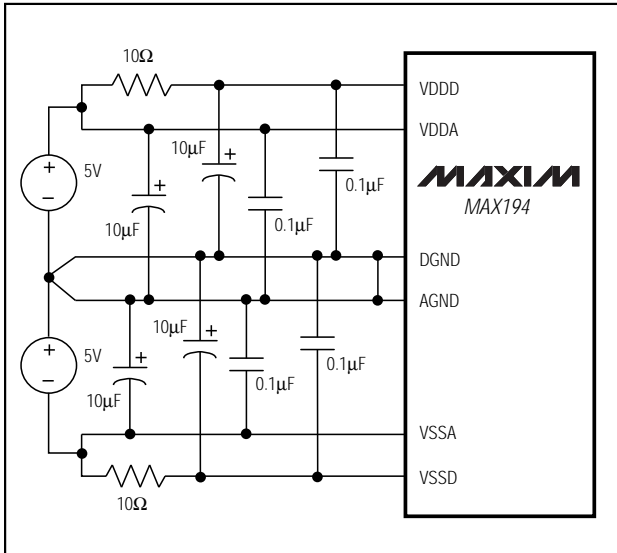 10Ω
VDDD
VDDA
10µF
+
+
5V
−
+
+
0.1µF
MAXIM
MAX194
10µF
0.1µF
DGND
AGND
10µF
+
+
5V
−
+
0.1µF
10µF
0.1µF
VSSA
VSSD
10Ω